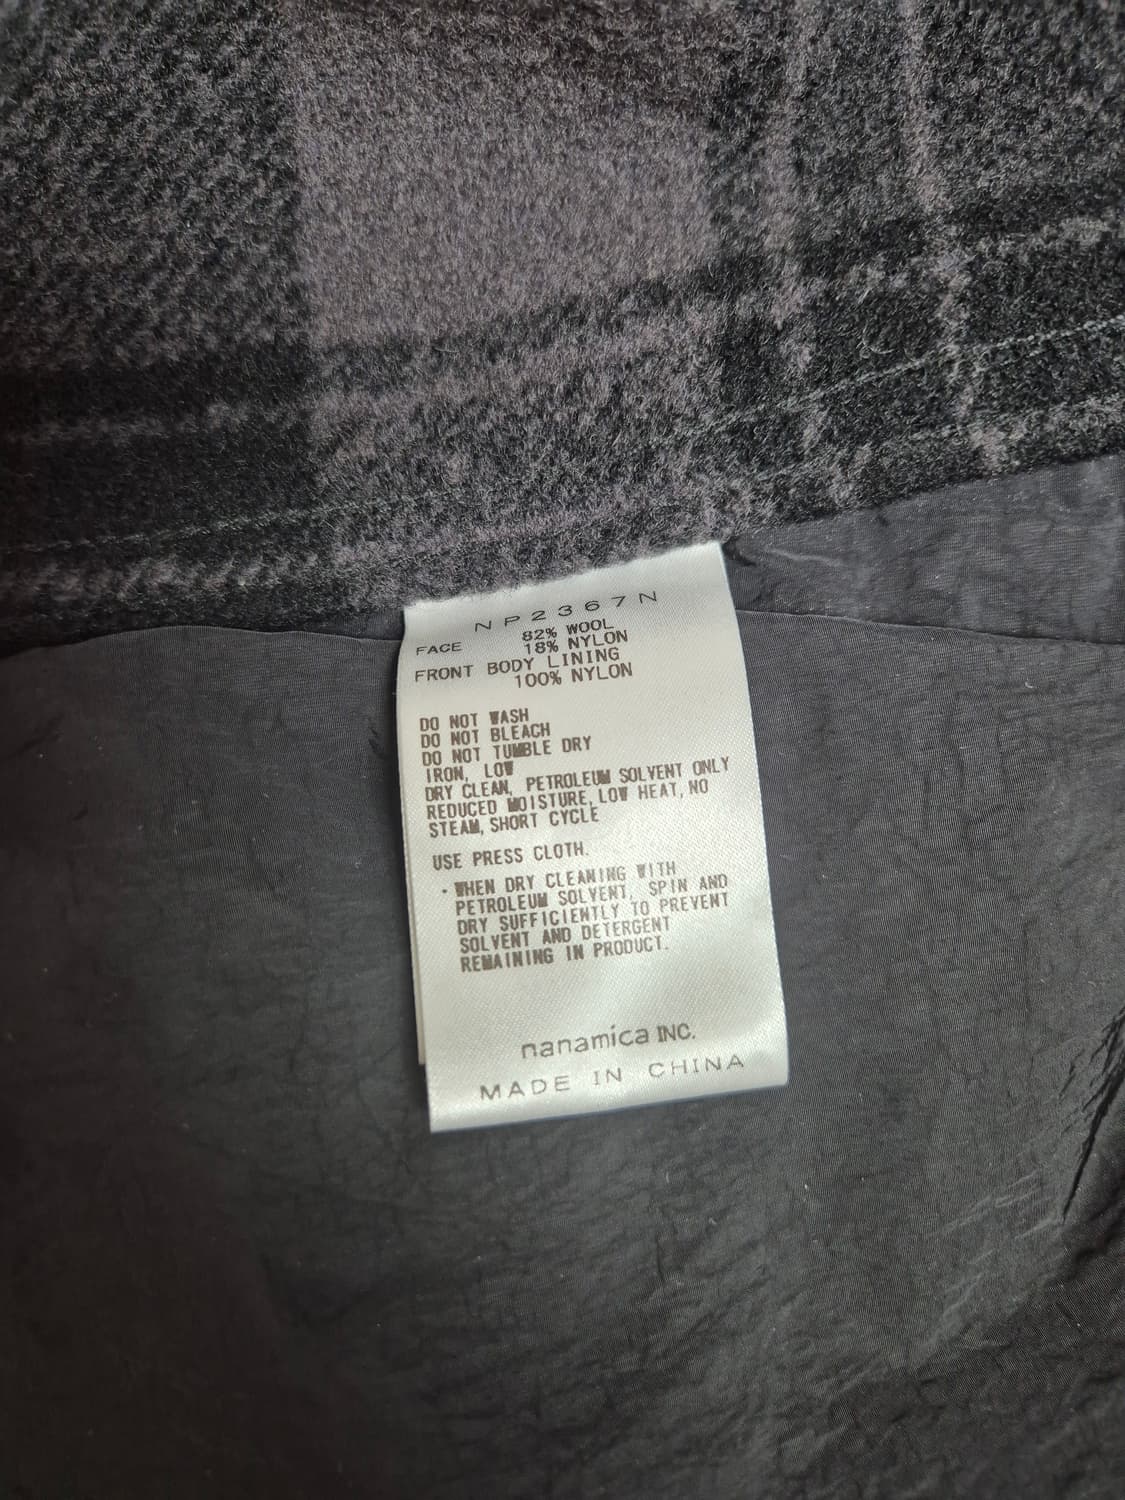 NP2367N
FACE 82% WOOL
18% NYLON
FRONT BODY LINING
100% NYLON
DO NOT WASH
DO NOT BLEACH
DO NOT TUMBLE DRY
IRON, LOW
DRY CLEAN, PETROLEUM SOLVENT ONLY
REDUCED MOISTURE, LOW HEAT, NO
STEAM, SHORT CYCLE
USE PRESS CLOTH.
・WHEN DRY CLEANING WITH
PETROLEUM SOLVENT, SPIN AND
DRY SUFFICIENTLY TO PREVENT
SOLVENT AND DETERGENT
REMAINING IN PRODUCT.
nanamica INC.
MADE IN CHINA